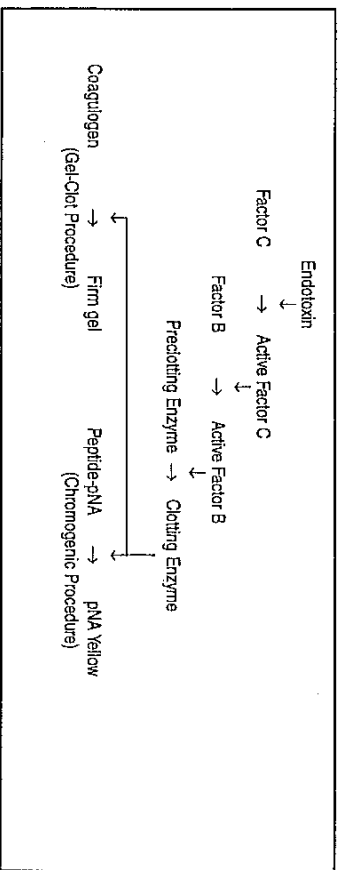 Endotoxin
↓
Factor C → Active Factor C
↓
Factor B → Active Factor B
↓
Preclotting Enzyme → Clotting Enzyme
↓ ↓
Coagulogen → Firm gel Peptide-pNA → pNA Yellow
(Gel-Clot Procedure) (Chromogenic Procedure)